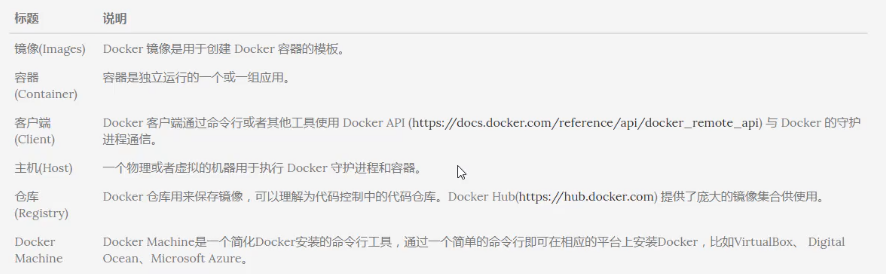 标题 说明
镜像(Images) Docker 镜像是用于创建 Docker 容器的模板。
容器 容器是独立运行的一个或一组应用。
(Container)
客户端 Docker 客户端通过命令行或者其他工具使用 Docker API (https://docs.docker.com/reference/api/docker_remote_api) 与 Docker 的守护
(Client) 进程通信。
主机(Host) 一个物理或者虚拟的机器用于执行 Docker 守护进程和容器。
仓库 Docker 仓库用来保存镜像，可以理解为代码控制中的代码仓库。Docker Hub(https://hub.docker.com) 提供了庞大的镜像集合供使用。
(Registry)
Docker Docker Machine是一个简化Docker安装的命令行工具，通过一个简单的命令行即可在相应的平台上安装Docker，比如VirtualBox、 Digital
Machine Ocean、Microsoft Azure。